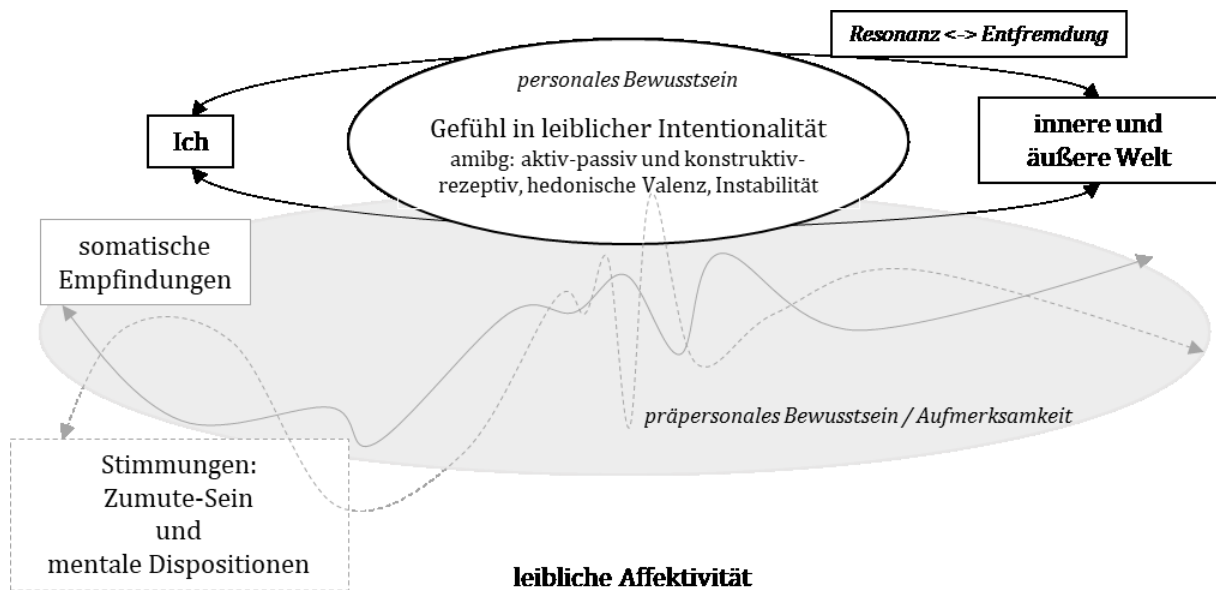 Resonanz <-> Entfremdung
personales Bewusstsein
Gefühl in leiblicher Intentionalität
amibg: aktiv-passiv und konstruktiv-
rezeptiv, hedonische Valenz, Instabilität
Ich
innere und
äußere Welt
somatische
Empfindungen
präpersonales Bewusstsein / Aufmerksamkeit
Stimmungen:
Zumute-Sein
und
mentale Dispositionen
leibliche Affektivität